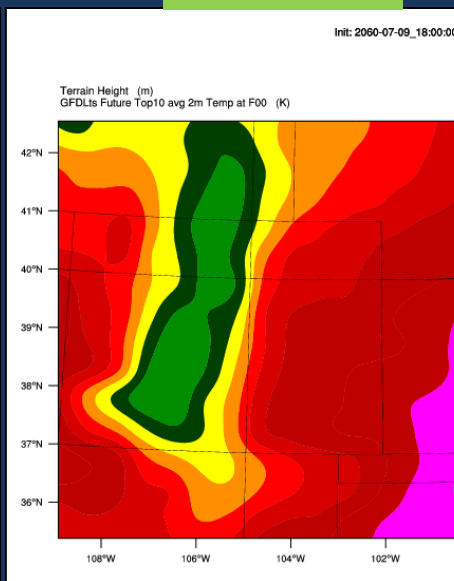 Init: 2060-07-09_18:00:00
Terrain Height (m)
GFDLts Future Top10 avg 2m Temp at F00 (K)
42°N
41°N
40°N
39°N
38°N
37°N
36°N
108°W
106°W
104°W
102°W